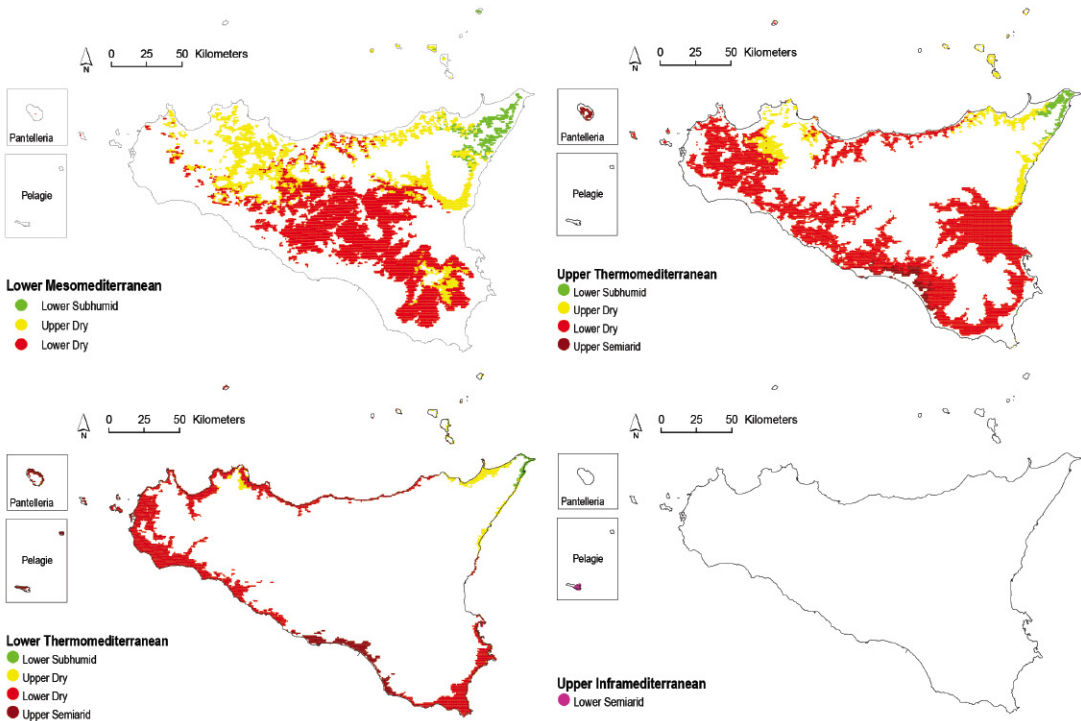 N
0 25 50 Kilometers
Pantelleria
Pelagie
Lower Mesomediterranean
Lower Subhumid
Upper Dry
Lower Dry
N
0 25 50 Kilometers
Pantelleria
Pelagie
Upper Thermomediterranean
Lower Subhumid
Upper Dry
Lower Dry
Upper Semiarid
N
0 25 50 Kilometers
Pantelleria
Pelagie
Lower Thermomediterranean
Lower Subhumid
Upper Dry
Lower Dry
Upper Semiarid
N
0 25 50 Kilometers
Pantelleria
Pelagie
Upper Inframediterranean
Lower Semiarid